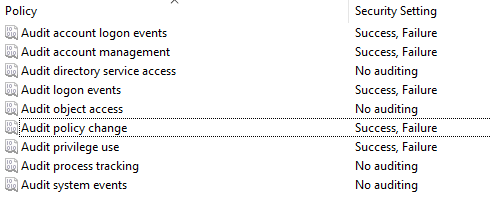 Policy Security Setting
Audit account logon events Success, Failure
Audit account management Success, Failure
Audit directory service access No auditing
Audit logon events Success, Failure
Audit object access No auditing
Audit policy change Success, Failure
Audit privilege use Success, Failure
Audit process tracking No auditing
Audit system events No auditing